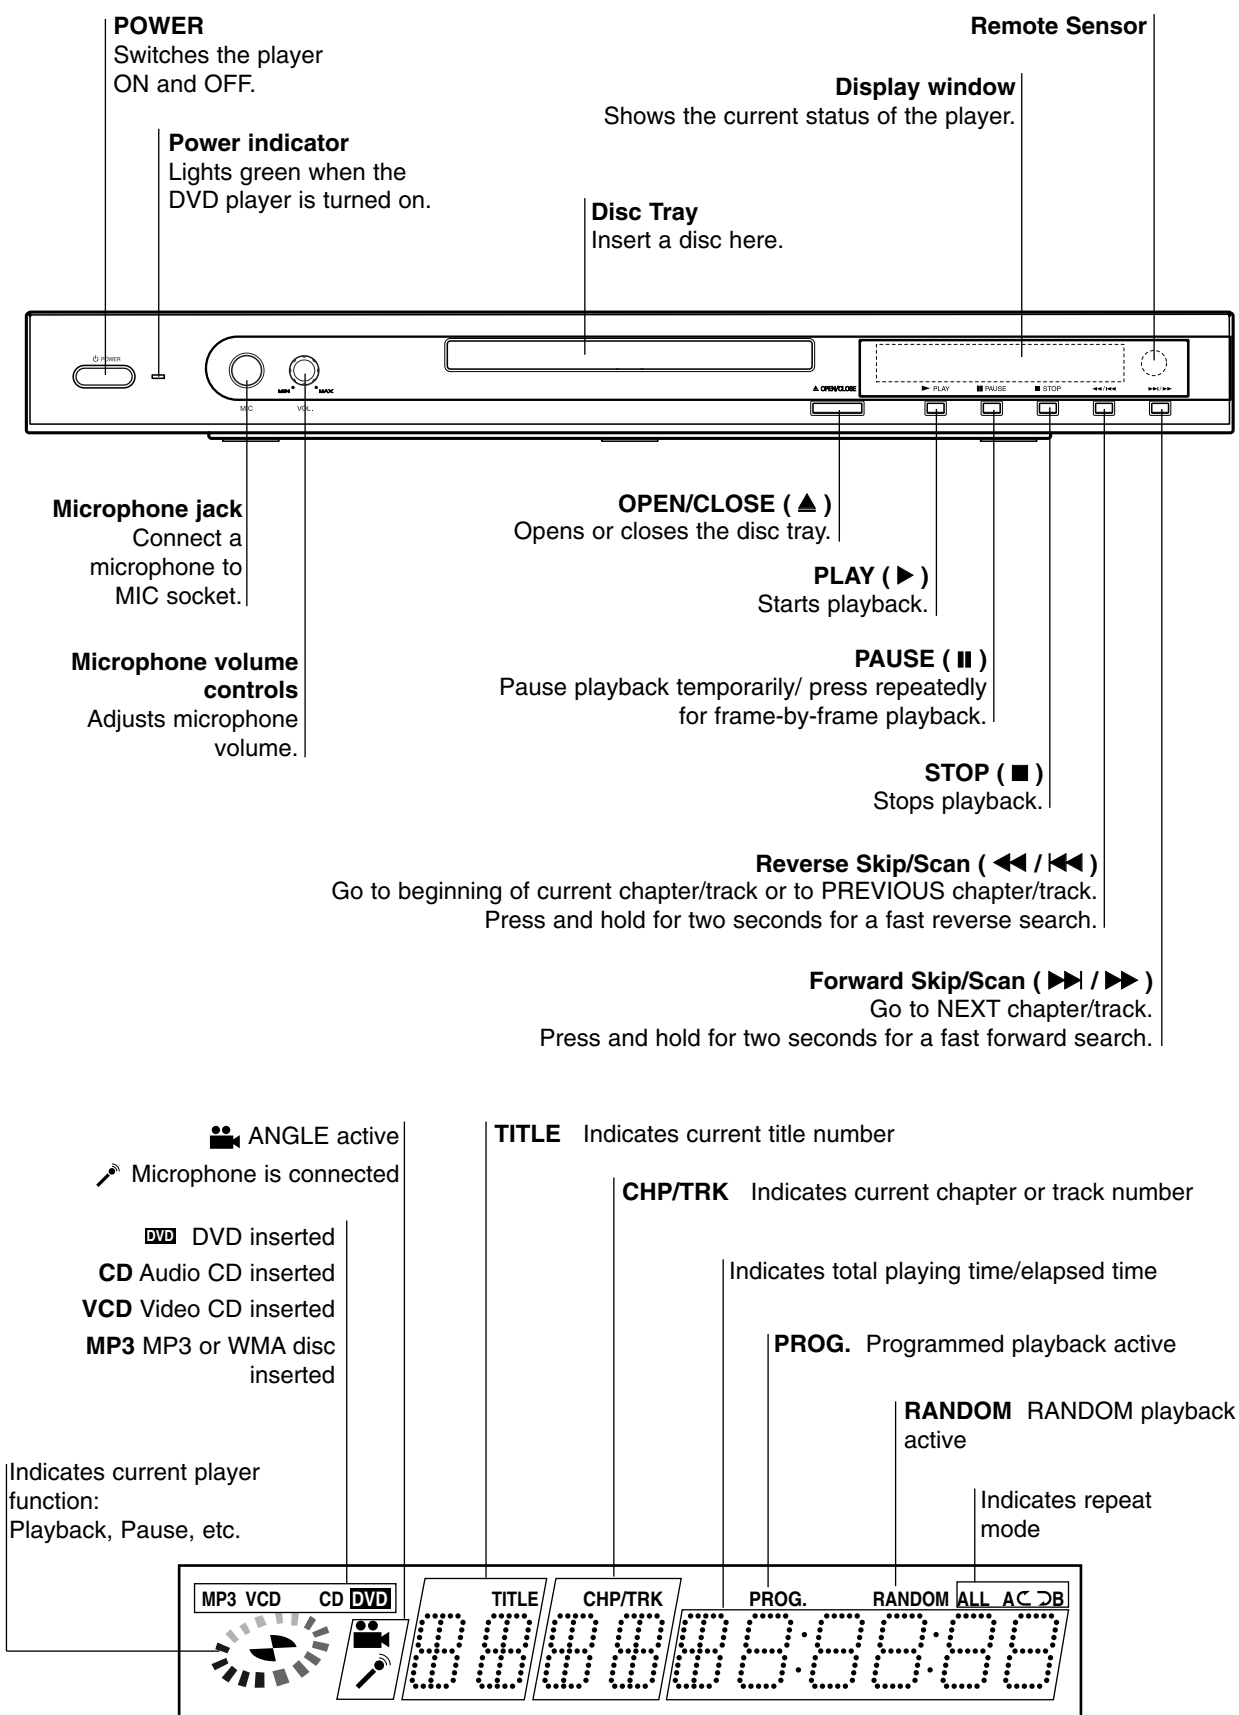 POWER
Switches the player
ON and OFF.
Remote Sensor
Display window
Shows the current status of the player.
Power indicator
Lights green when the
DVD player is turned on.
Disc Tray
Insert a disc here.
POWER
MIN MAX
MIC VOL.
▲ OPEN/CLOSE ► PLAY ▮▮ PAUSE ■ STOP ◄◄/|◄◄ ►►|/►►
Microphone jack
Connect a
microphone to
MIC socket.
Microphone volume
controls
Adjusts microphone
volume.
OPEN/CLOSE ( ▲ )
Opens or closes the disc tray.
PLAY ( ► )
Starts playback.
PAUSE ( ▮▮ )
Pause playback temporarily/ press repeatedly
for frame-by-frame playback.
STOP ( ■ )
Stops playback.
Reverse Skip/Scan ( ◄◄ / |◄◄ )
Go to beginning of current chapter/track or to PREVIOUS chapter/track.
Press and hold for two seconds for a fast reverse search.
Forward Skip/Scan ( ►►| / ►► )
Go to NEXT chapter/track.
Press and hold for two seconds for a fast forward search.
ANGLE active
Microphone is connected
DVD DVD inserted
CD Audio CD inserted
VCD Video CD inserted
MP3 MP3 or WMA disc
inserted
Indicates current player
function:
Playback, Pause, etc.
TITLE Indicates current title number
CHP/TRK Indicates current chapter or track number
Indicates total playing time/elapsed time
PROG. Programmed playback active
RANDOM RANDOM playback
active
Indicates repeat
mode
MP3 VCD CD DVD TITLE CHP/TRK PROG. RANDOM ALL A B